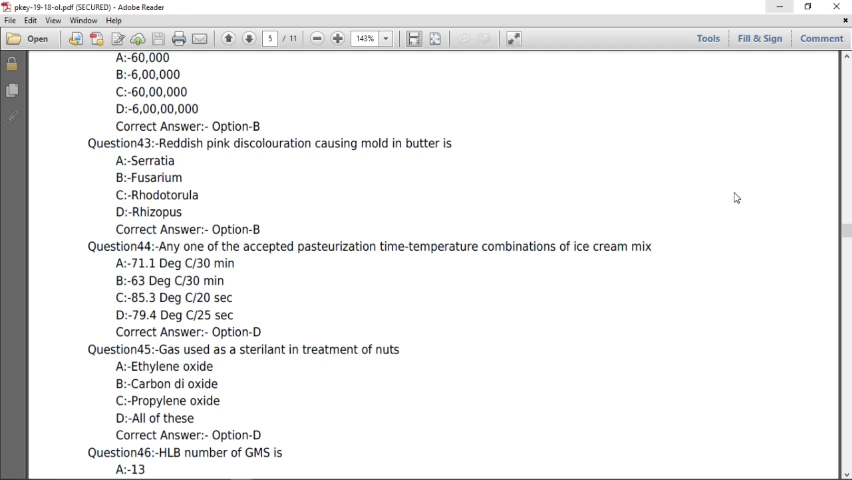 pkey-19-18-ol.pdf (SECURED) - Adobe Reader
File Edit View Window Help
Open 5 / 11 143% Tools Fill & Sign Comment
A:-60,000
B:-6,00,000
C:-60,00,000
D:-6,00,00,000
Correct Answer:- Option-B
Question43:-Reddish pink discolouration causing mold in butter is
A:-Serratia
B:-Fusarium
C:-Rhodotorula
D:-Rhizopus
Correct Answer:- Option-B
Question44:-Any one of the accepted pasteurization time-temperature combinations of ice cream mix
A:-71.1 Deg C/30 min
B:-63 Deg C/30 min
C:-85.3 Deg C/20 sec
D:-79.4 Deg C/25 sec
Correct Answer:- Option-D
Question45:-Gas used as a sterilant in treatment of nuts
A:-Ethylene oxide
B:-Carbon di oxide
C:-Propylene oxide
D:-All of these
Correct Answer:- Option-D
Question46:-HLB number of GMS is
A:-13